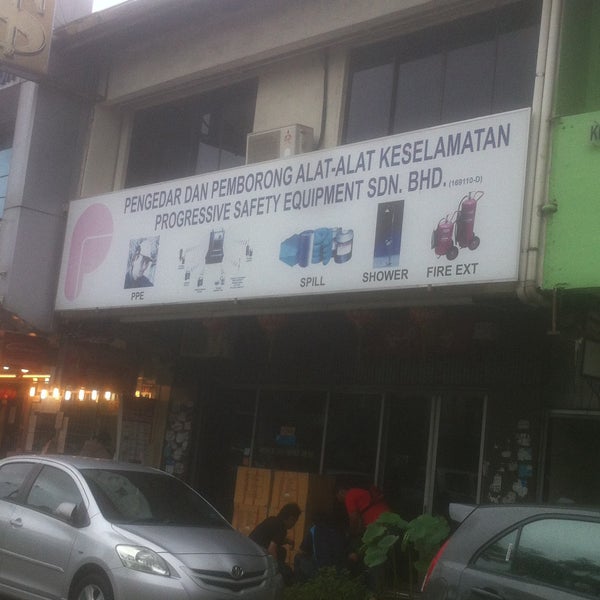 PENGEDAR DAN PEMBORONG ALAT-ALAT KESELAMATAN
PROGRESSIVE SAFETY EQUIPMENT SDN. BHD. (169110-D)
PPE
SPILL
SHOWER
FIRE EXT